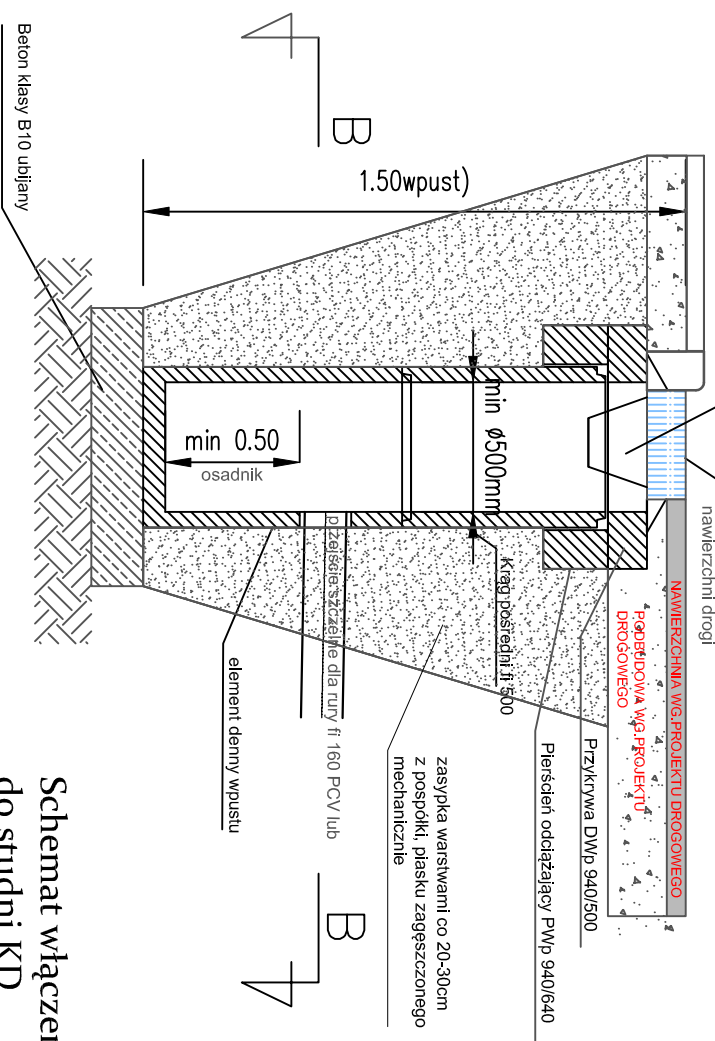 B
Beton klasy B10 ubijany
1.50wpust)
min 0.50
osadnik
min Ø500mm
nawierzchni drogi
NAWIERZCHNIA WG.PROJEKTU DROGOWEGO
PODBUDOWA WG.PROJEKTU
DROGOWEGO
Przykrywa DWp 940/500
Pierścień odciążający PWp 940/640
Krąg pośredni fi 500
zasypka warstwami co 20-30cm
z pospółki, piasku zagęszczonego
mechanicznie
przejście szczelne dla rury fi 160 PCV lub
element denny wpustu
B
Schemat włączen
do studni KD